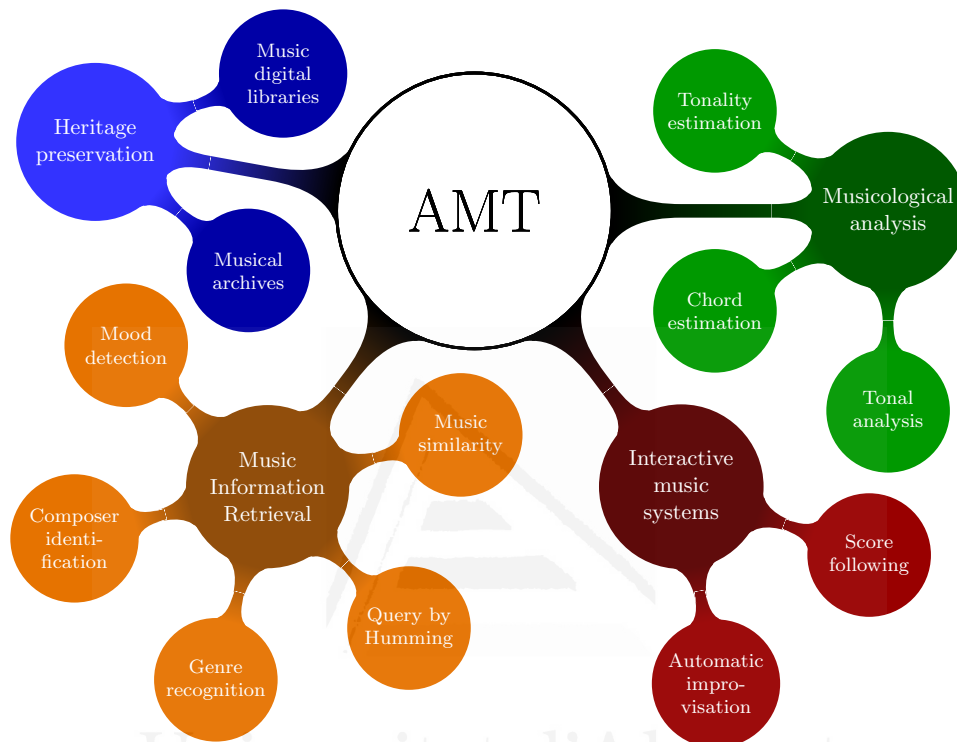 Music
digital
libraries
Heritage
preservation
Musical
archives
AMT
Tonality
estimation
Musicological
analysis
Chord
estimation
Tonal
analysis
Mood
detection
Music
similarity
Music
Information
Retrieval
Composer
identi-
fication
Genre
recognition
Query by
Humming
Interactive
music
systems
Score
following
Automatic
impro-
visation